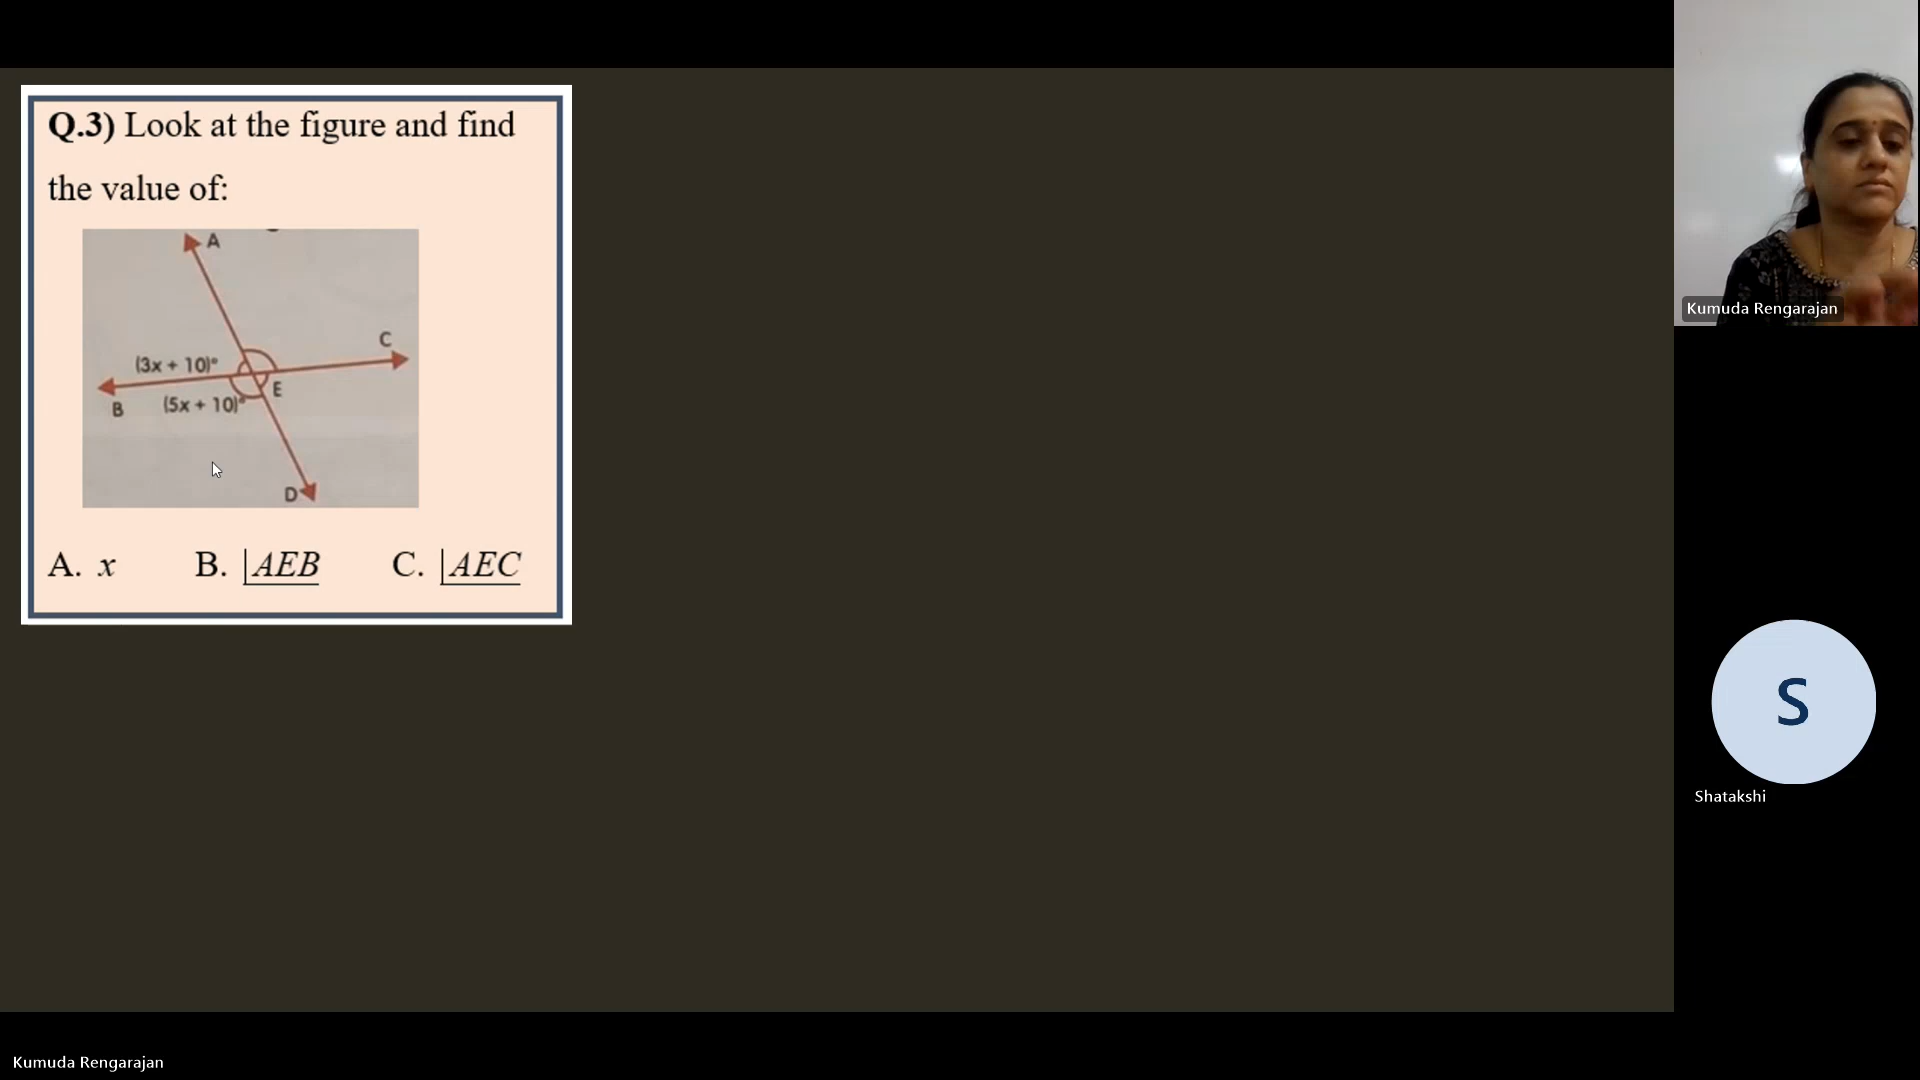 Q.3) Look at the figure and find
the value of:
A
C
(3x + 10)°
E
B
(5x + 10)°
D
A. x B. |AEB C. |AEC
Kumuda Rengarajan
S
Shatakshi
Kumuda Rengarajan